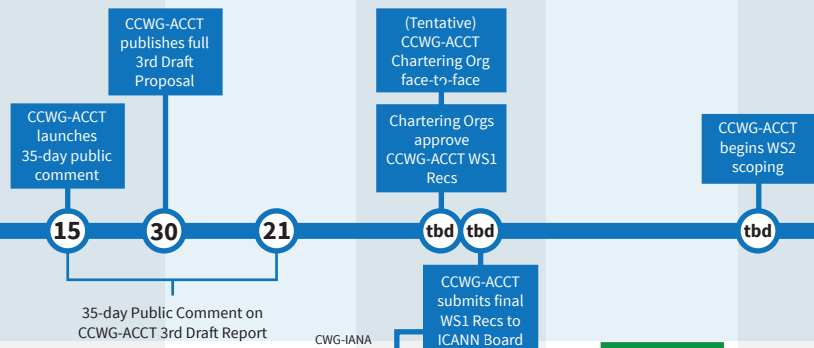 CCWG-ACCT
publishes full
3rd Draft
Proposal
(Tentative)
CCWG-ACCT
Chartering Org
face-to-face
CCWG-ACCT
launches
35-day public
comment
Chartering Orgs
approve
CCWG-ACCT WS1
Recs
CCWG-ACCT
begins WS2
scoping
15
30
21
tbd
tbd
tbd
35-day Public Comment on
CCWG-ACCT 3rd Draft Report
CCWG-ACCT
submits final
WS1 Recs to
ICANN Board
CWG-IANA